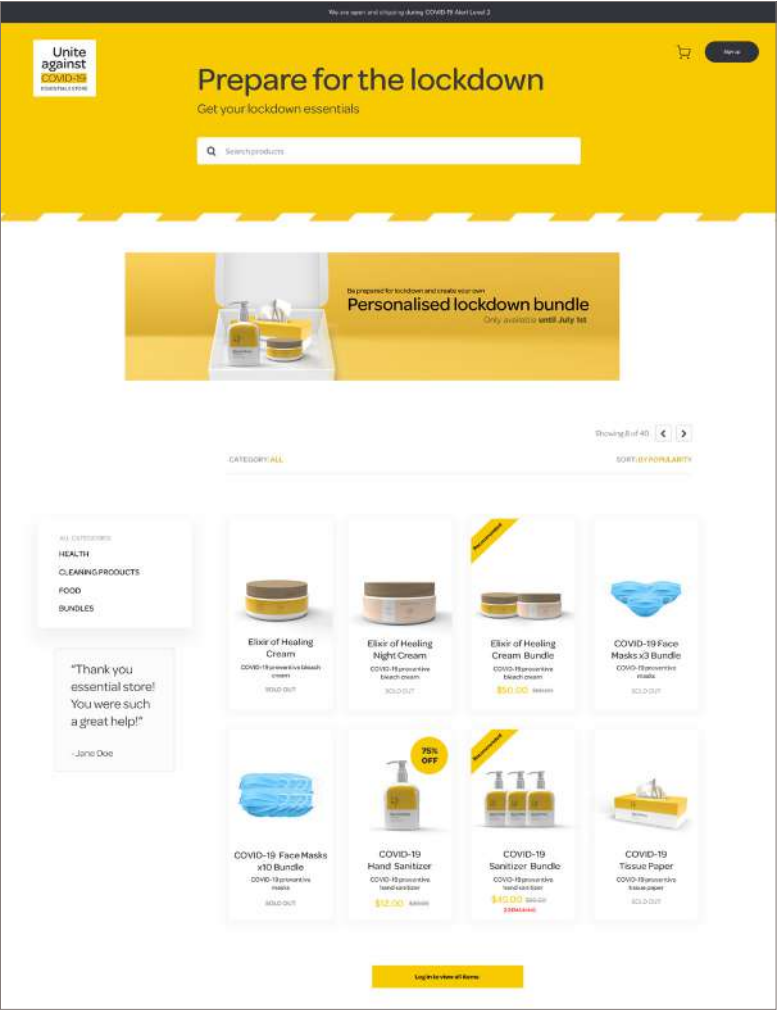 We are open and shipping during COVID-19 Alert Level 2
Unite
against
COVID-19
ESSENTIALS STORE
Sign up
Prepare for the lockdown
Get your lockdown essentials
Search products
Be prepared for lockdown and create your own
Personalised lockdown bundle
Only available until July 1st
Showing 8 of 40
CATEGORY: ALL
SORT: BY POPULARITY
ALL CATEGORIES
HEALTH
CLEANING PRODUCTS
FOOD
BUNDLES
"Thank you
essential store!
You were such
a great help!"
- Jane Doe
Elixir of Healing
Cream
COVID-19 preventive bleach
cream
SOLD OUT
Elixir of Heeling
Night Cream
COVID-19 preventive
bleach cream
SOLD OUT
Recommended
Elixir of Heeling
Cream Bundle
COVID-19 preventive
bleach cream
$50.00
COVID-19 Face
Masks x3 Bundle
COVID-19 preventive
masks
SOLD OUT
COVID-19 Face Masks
x10 Bundle
COVID-19 preventive
masks
SOLD OUT
75%
OFF
COVID-19
Hand Sanitizer
COVID-19 preventive
hand sanitizer
$12.00
Recommended
COVID-19
Sanitizer Bundle
COVID-19 preventive
hand sanitizer
$45.00
COVID-19
Tissue Paper
COVID-19 preventive
tissue paper
SOLD OUT
Log in to view all items